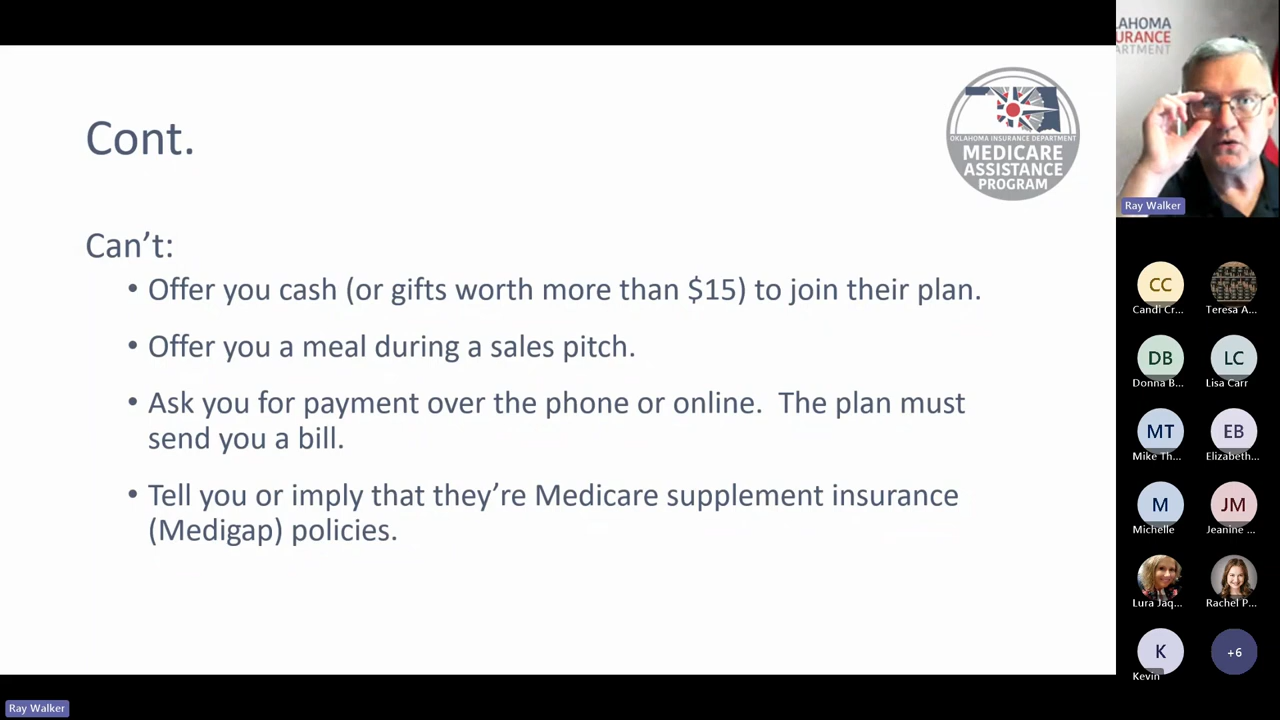 Cont.
OKLAHOMA INSURANCE DEPARTMENT
MEDICARE
ASSISTANCE
PROGRAM
Can’t:
• Offer you cash (or gifts worth more than $15) to join their plan.
• Offer you a meal during a sales pitch.
• Ask you for payment over the phone or online.  The plan must
send you a bill.
• Tell you or imply that they’re Medicare supplement insurance
(Medigap) policies.
Ray Walker
AHOMA
URANCE
ARTMENT
Ray Walker
CC
Candi Cr...
Teresa A...
DB
Donna B...
LC
Lisa Carr
MT
Mike Th...
EB
Elizabeth...
M
Michelle
JM
Jeanine ...
Lura Jaq...
Rachel P...
K
Kevin
+6